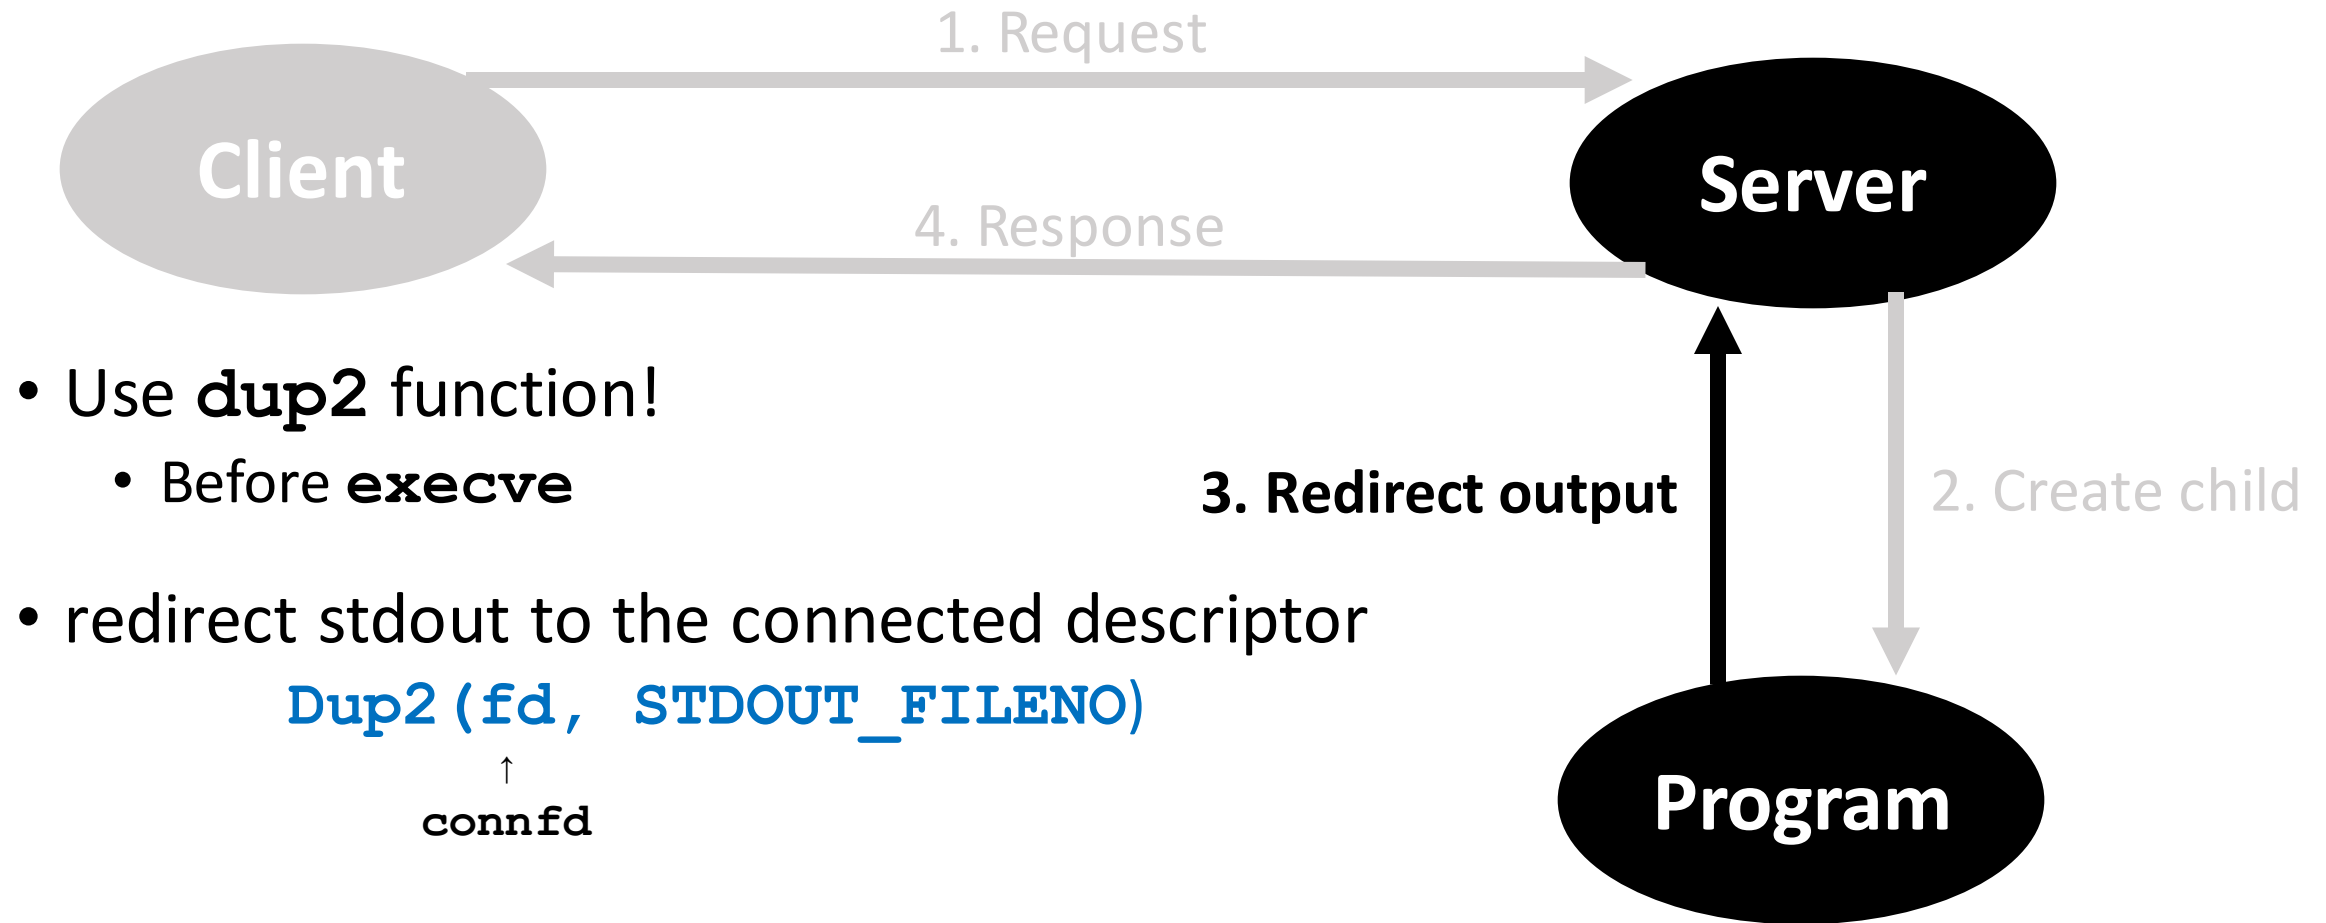 1. Request
Client
Server
4. Response
• Use dup2 function!
• Before execve
3. Redirect output
2. Create child
• redirect stdout to the connected descriptor
Dup2(fd, STDOUT_FILENO)
↑
connfd
Program